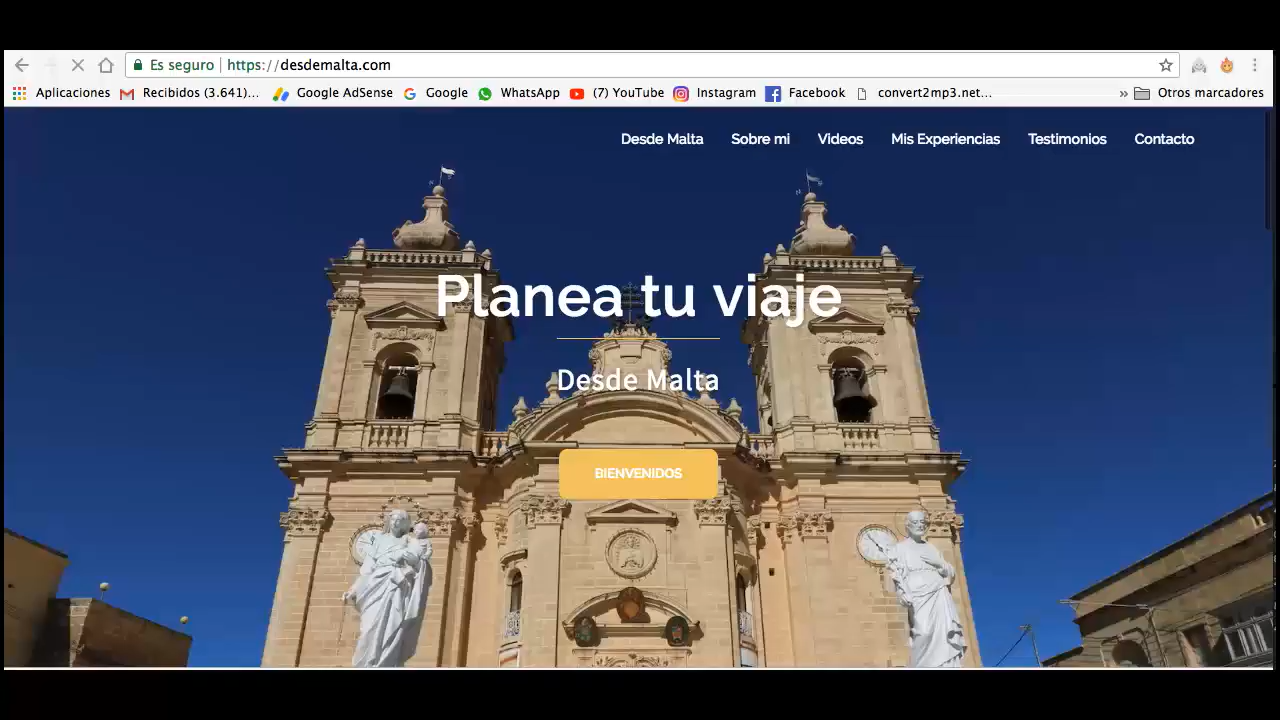 Es seguro | https://desdemalta.com
Aplicaciones Recibidos (3.641)... Google AdSense Google WhatsApp (7) YouTube Instagram Facebook convert2mp3.net... » Otros marcadores
Desde Malta Sobre mi Videos Mis Experiencias Testimonios Contacto
Planea tu viaje
Desde Malta
BIENVENIDOS